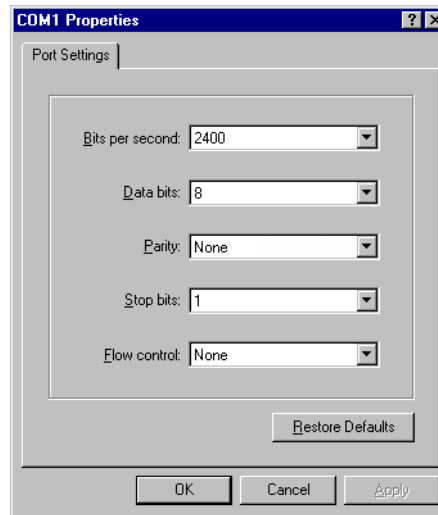 COM1 Properties
Port Settings
Bits per second: 2400
Data bits: 8
Parity: None
Stop bits: 1
Flow control: None
Restore Defaults
OK Cancel Apply